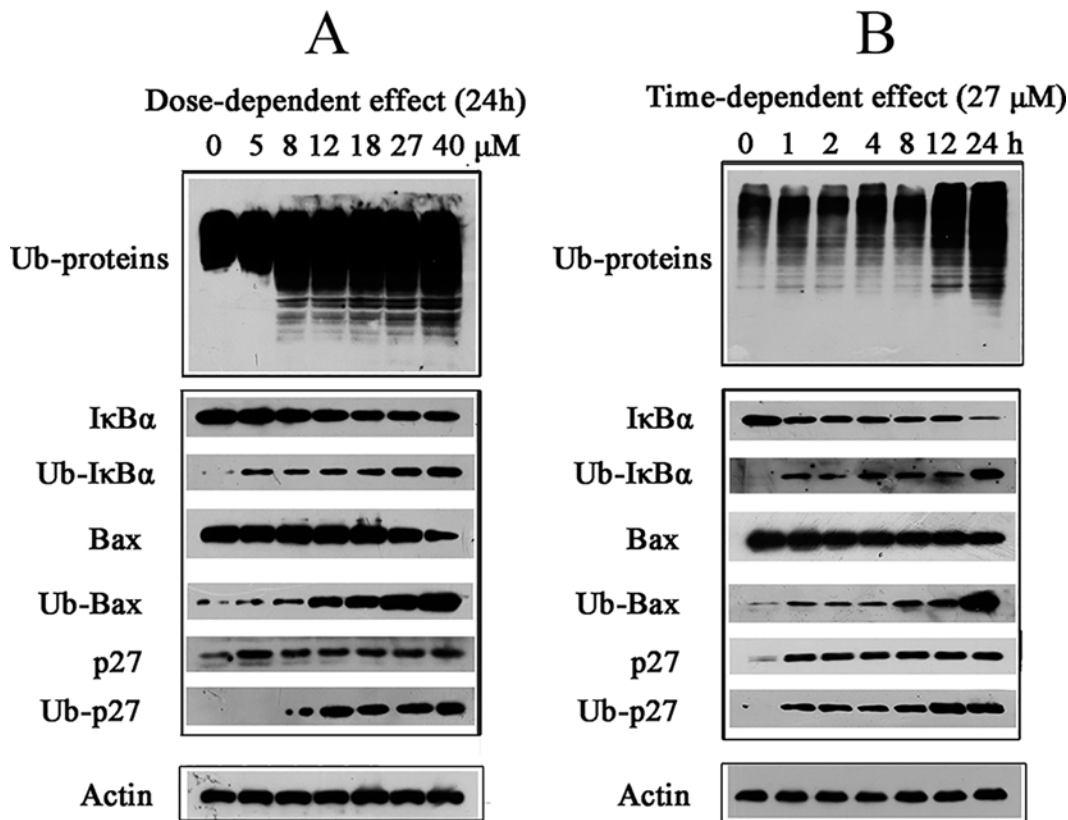 A
Dose-dependent effect (24h)
0 5 8 12 18 27 40 μM
Ub-proteins
IκBα
Ub-IκBα
Bax
Ub-Bax
p27
Ub-p27
Actin
B
Time-dependent effect (27 μM)
0 1 2 4 8 12 24 h
Ub-proteins
IκBα
Ub-IκBα
Bax
Ub-Bax
p27
Ub-p27
Actin